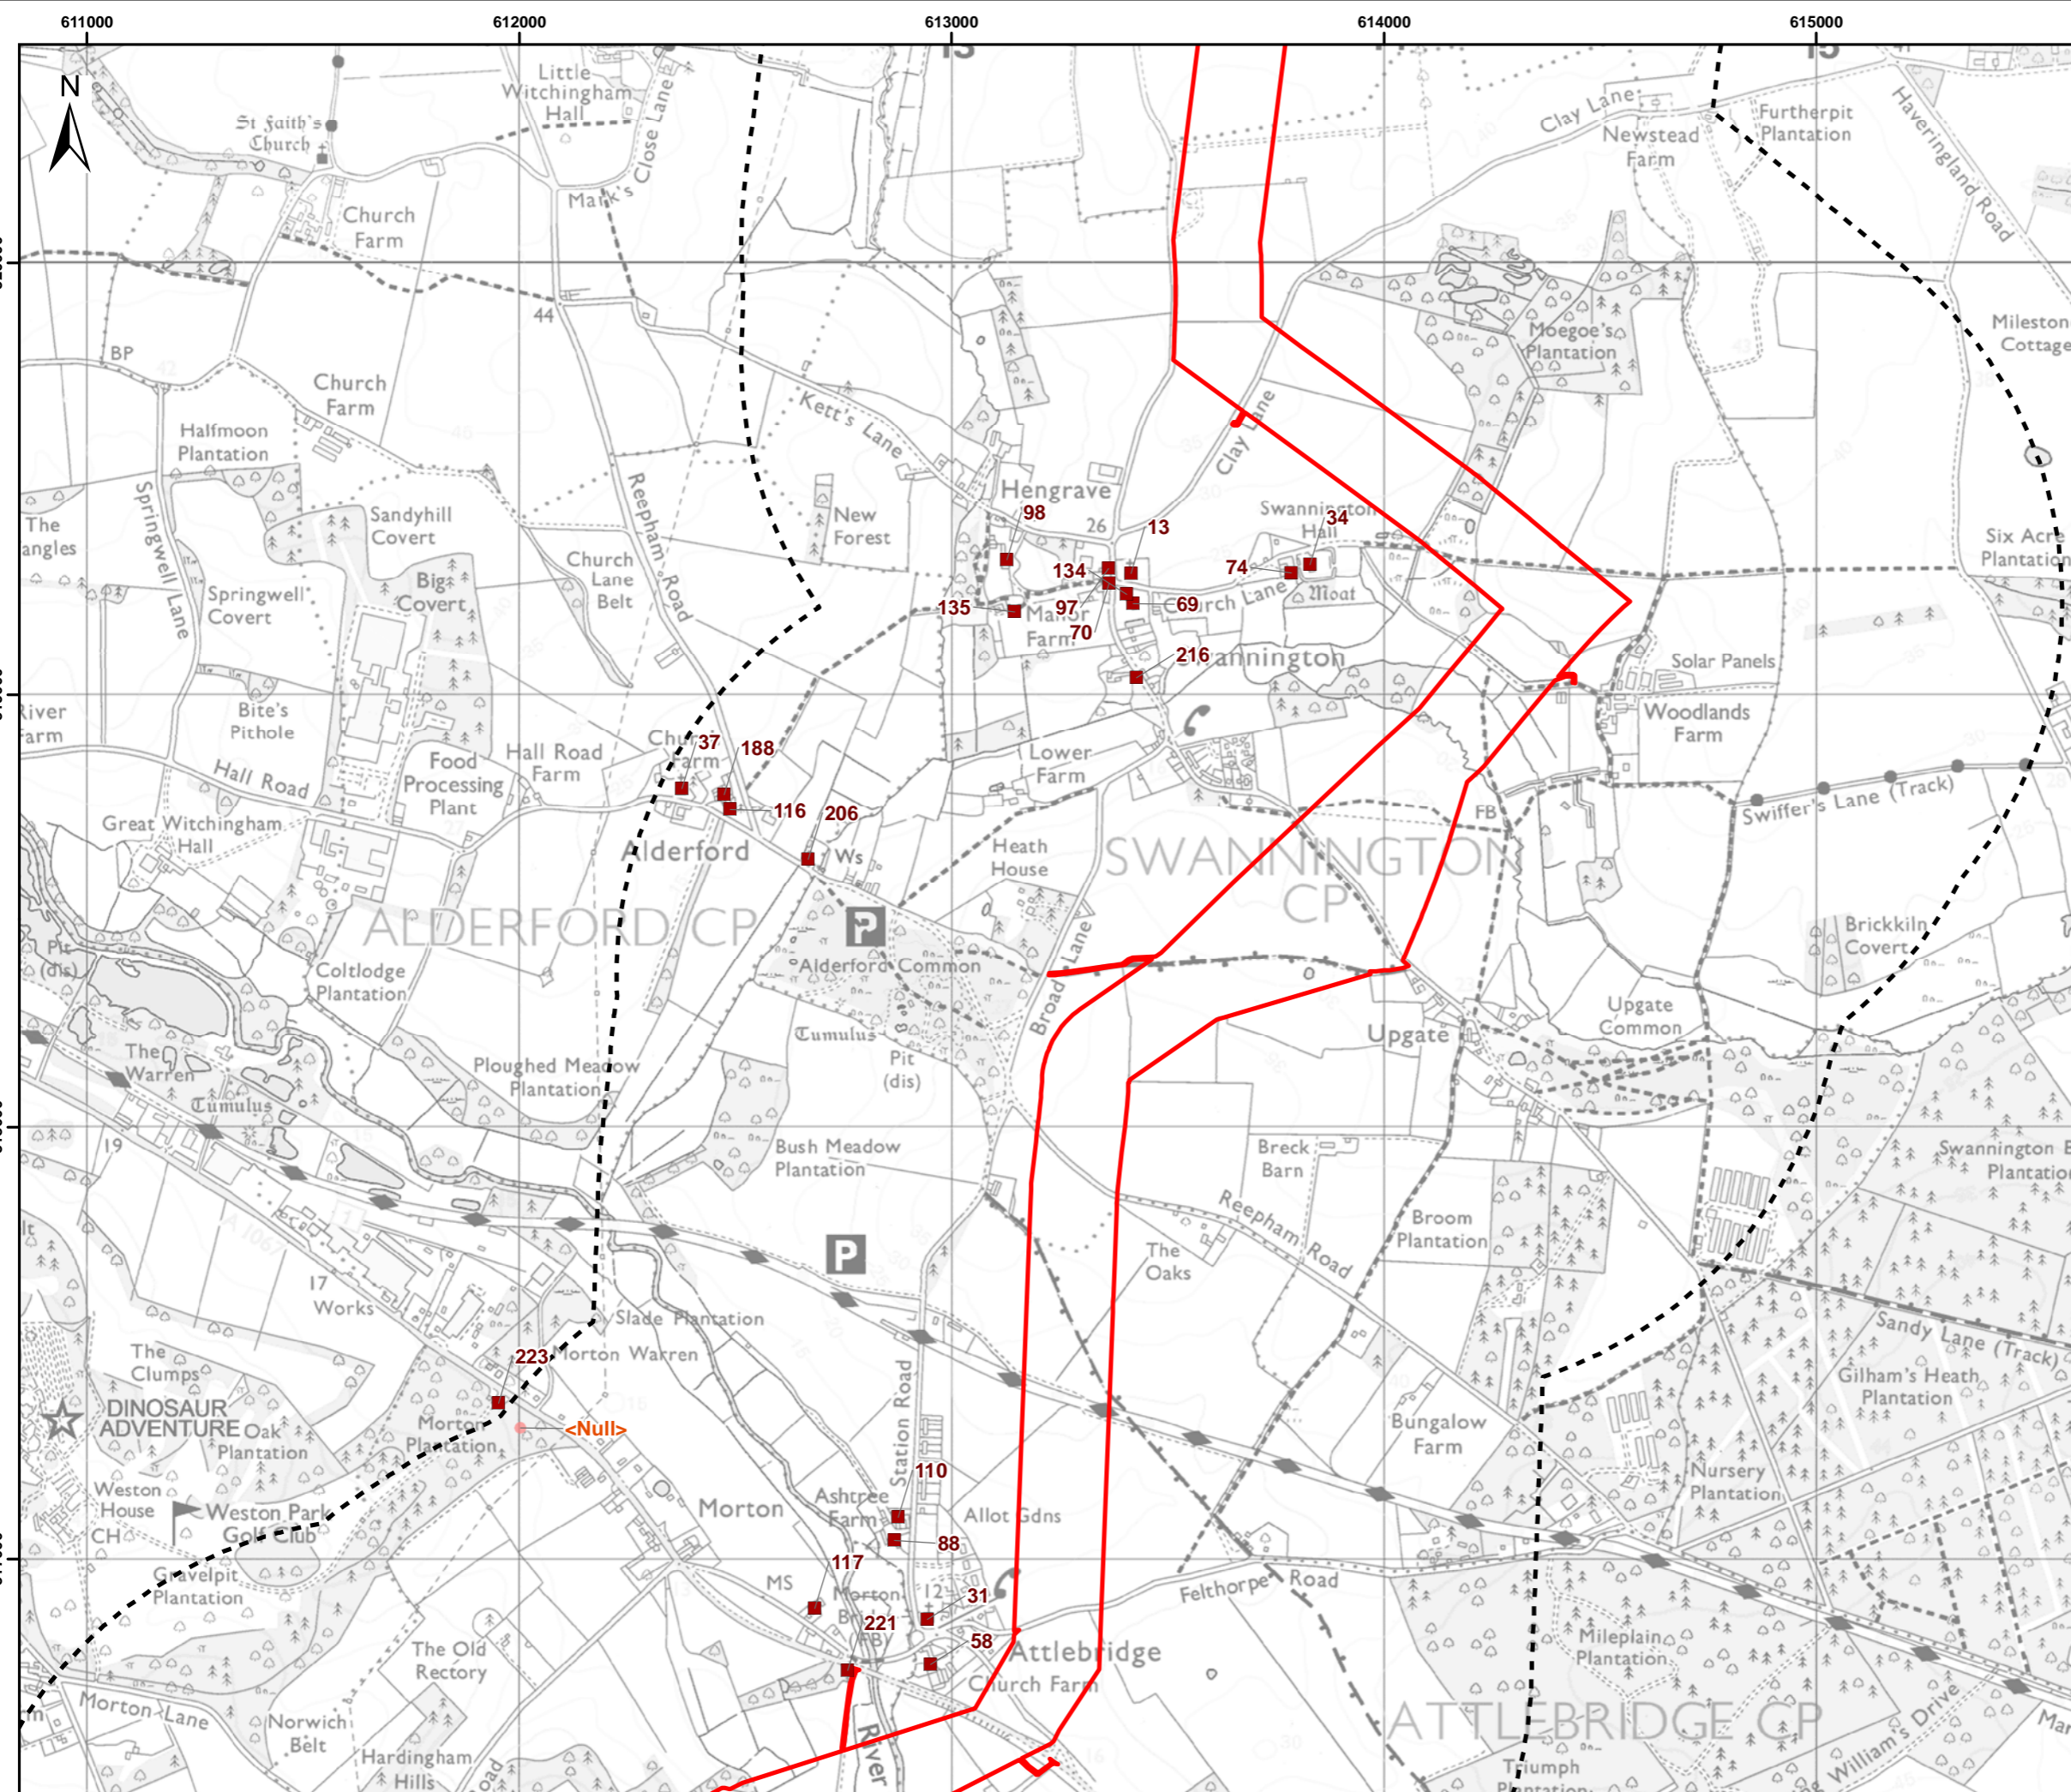 611000
612000
613000
614000
615000
N
Little
Witchingham
Hall
St Faith's
Church
Mark's Close Lane
Clay Lane
Newstead
Farm
Furtherpit
Plantation
Haveringland Road
Church
Farm
44
BP
42
Church
Farm
Moegoe's
Plantation
Milestone
Cottage
Kett's Lane
Clay Lane
Halfmoon
Plantation
Springwell Lane
Sandyhill
Covert
Reepham Road
New
Forest
Hengrave
98
26
13
Swannington
Hall
34
The
Six Acre
Plantation
Church
Lane
Belt
Big
Covert
Springwell
Covert
134
74
Church Lane
Moat
135
97
Manor
Farm
69
70
216
Swannington
Solar Panels
River
Farm
Bite's
Pithole
Woodlands
Farm
Hall Road
Food
Processing
Plant
Hall Road
Farm
Church
Farm
37
188
Lower
Farm
116
206
FB
Swiffer's Lane (Track)
Great Witchingham
Hall
Alderford
Ws
Heath
House
SWANNINGTON
CP
ALDERFORD CP
P
Brickkiln
Covert
Pit
(dis)
Coltlodge
Plantation
Alderford Common
Broad Lane
Tumulus
Pit
(dis)
Upgate
Upgate
Common
The
Warren
Tumulus
Ploughed Meadow
Plantation
19
Bush Meadow
Plantation
Breck
Barn
Swannington
Plantation
A 1067
Reepham Road
Broom
Plantation
P
The
Oaks
17
Works
Slade Plantation
Sandy Lane (Track)
223
Morton Warren
The
Clumps
Gilham's Heath
Plantation
DINOSAUR
ADVENTURE
Oak
Plantation
Morton
Plantation
<Null>
Station Road
Bungalow
Farm
Nursery
Plantation
Weston
House
CH
Weston Park
Golf Club
Morton
110
Ashtree
Farm
Allot Gdns
88
Gravelpit
Plantation
117
MS
Morton
12
31
Felthorpe Road
221
FB
58
Attlebridge
Church Farm
Mileplain
Plantation
The Old
Rectory
Morton Lane
Norwich
Belt
Hardingham
Hills
River
16
ATTLEBRIDGE CP
William's Drive
Triumph
Plantation